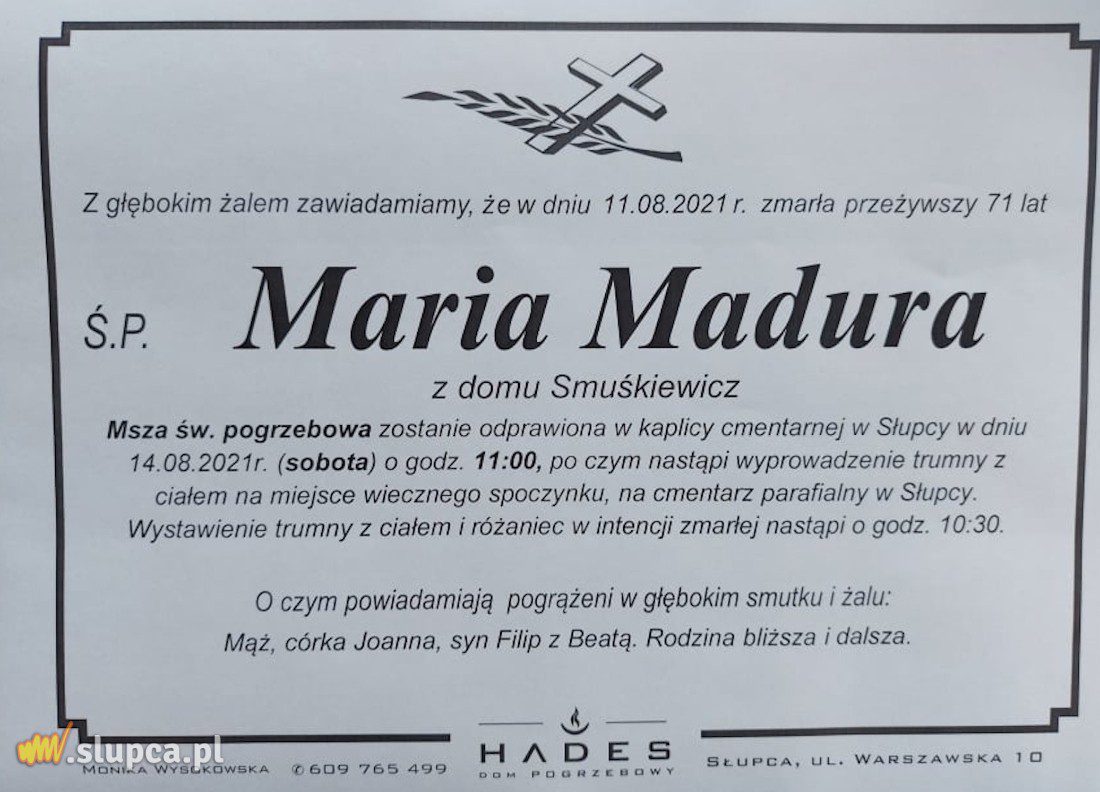 Z głębokim żalem zawiadamiamy, że w dniu 11.08.2021 r. zmarła przeżywszy 71 lat
Ś.P. Maria Madura
z domu Smuśkiewicz
Msza św. pogrzebowa zostanie odprawiona w kaplicy cmentarnej w Słupcy w dniu
14.08.2021r. (sobota) o godz. 11:00, po czym nastąpi wyprowadzenie trumny z
ciałem na miejsce wiecznego spoczynku, na cmentarz parafialny w Słupcy.
Wystawienie trumny z ciałem i różaniec w intencji zmarłej nastąpi o godz. 10:30.
O czym powiadamiają pogrążeni w głębokim smutku i żalu:
Mąż, córka Joanna, syn Filip z Beatą. Rodzina bliższa i dalsza.
.slupca.pl
Monika Wysokowska ✆ 609 765 499
HADES
DOM POGRZEBOWY
Słupca, ul. Warszawska 10